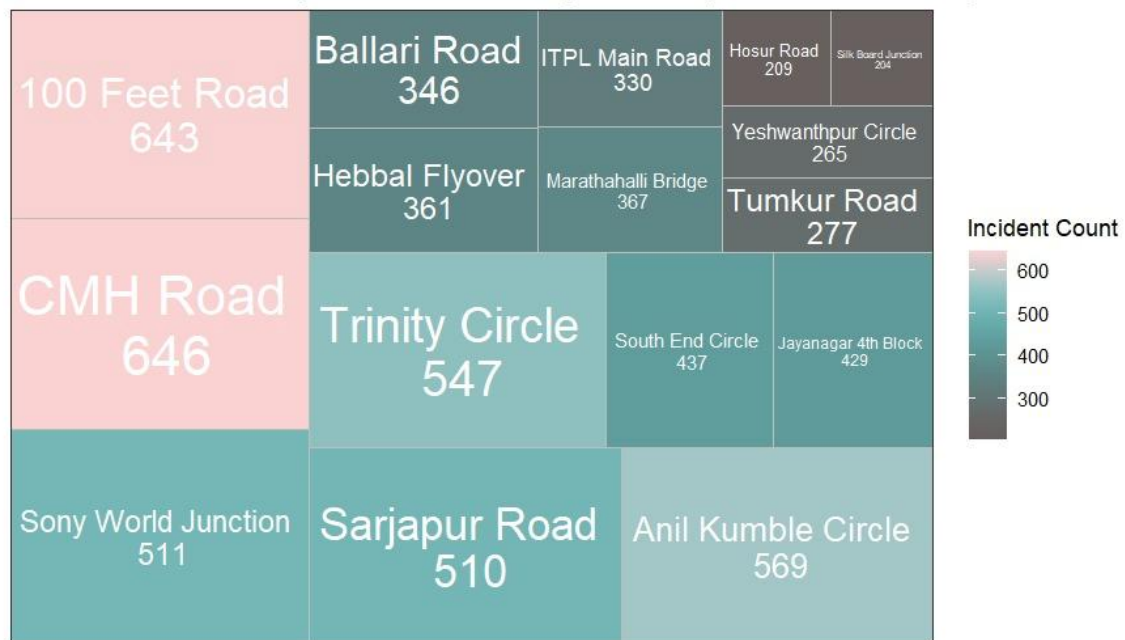 100 Feet Road
643
CMH Road
646
Sony World Junction
511
Ballari Road
346
Hebbal Flyover
361
ITPL Main Road
330
Marathahalli Bridge
367
Hosur Road
209
Silk Board Junction
204
Yeshwanthpur Circle
265
Tumkur Road
277
Trinity Circle
547
South End Circle
437
Jayanagar 4th Block
429
Sarjapur Road
510
Anil Kumble Circle
569
Incident Count
600
500
400
300